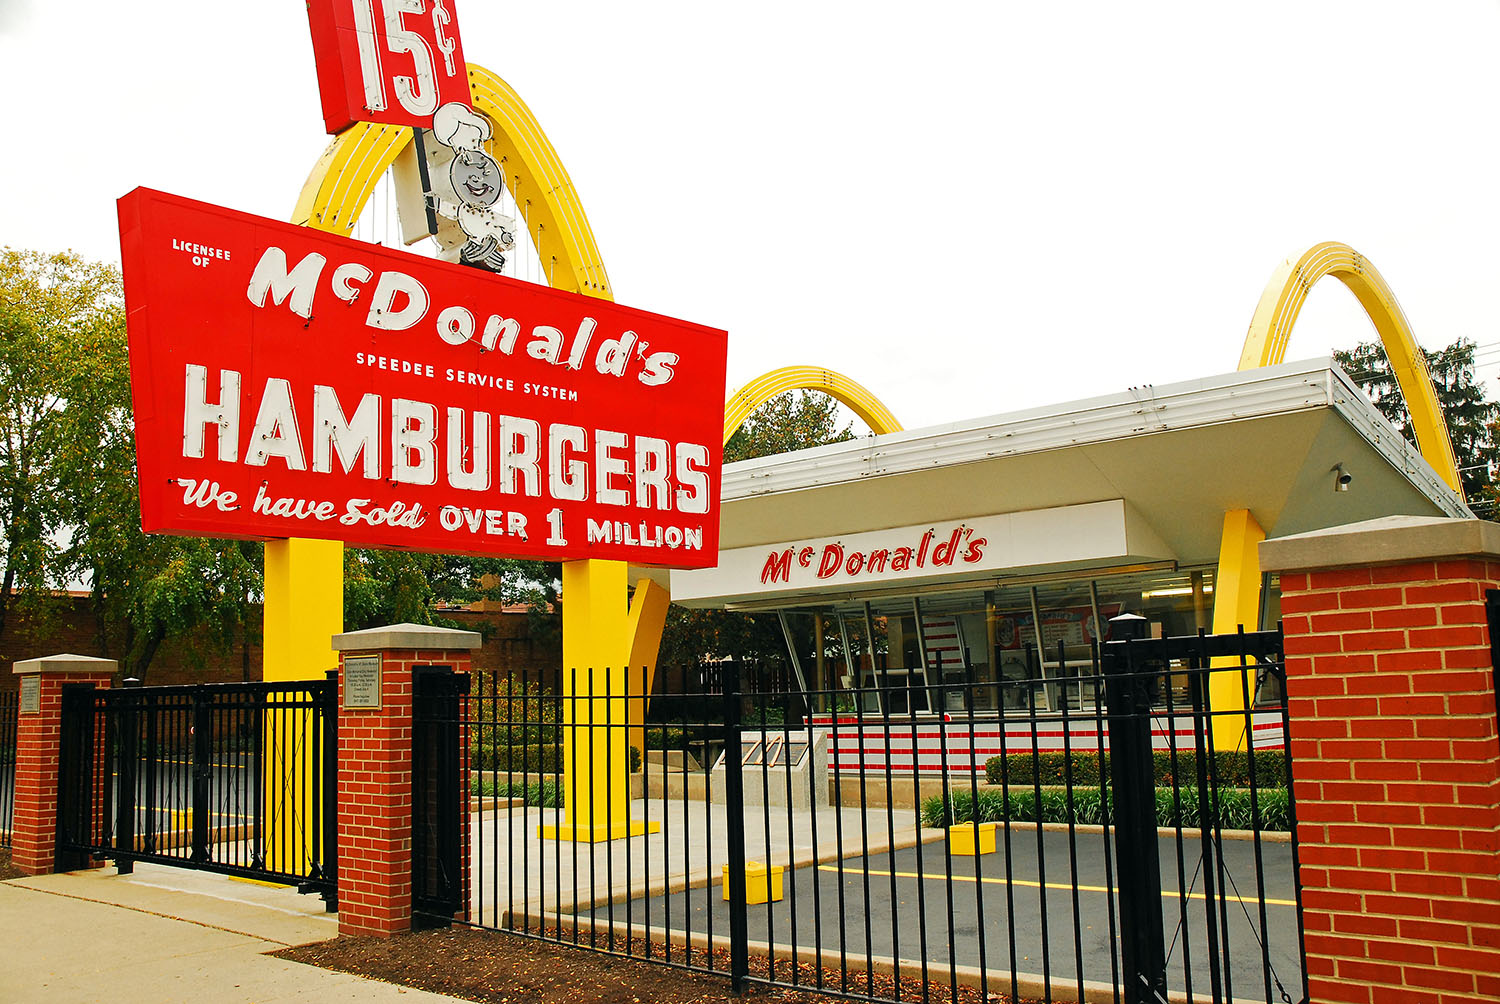 15¢
LICENSEE
OF
McDonald's
SPEEDEE SERVICE SYSTEM
HAMBURGERS
We have Sold OVER 1 MILLION
McDonald's